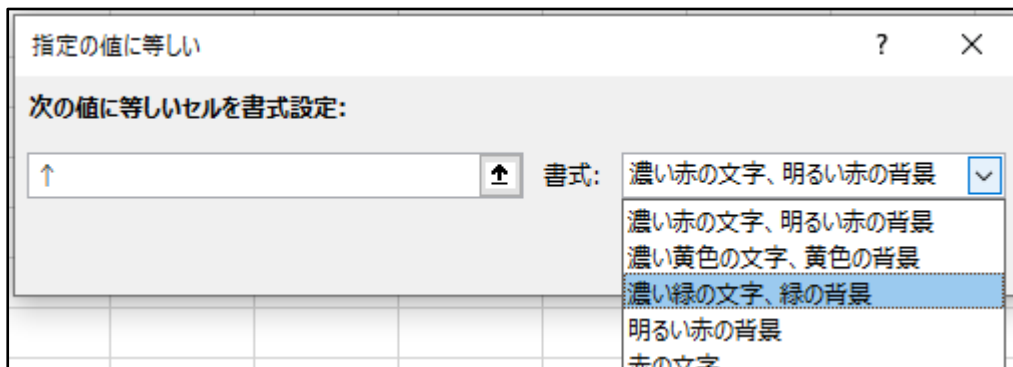 指定の値に等しい ?
次の値に等しいセルを書式設定:
↑ 書式: 濃い赤の文字、明るい赤の背景
濃い赤の文字、明るい赤の背景
濃い黄色の文字、黄色の背景
濃い緑の文字、緑の背景
明るい赤の背景
赤の文字